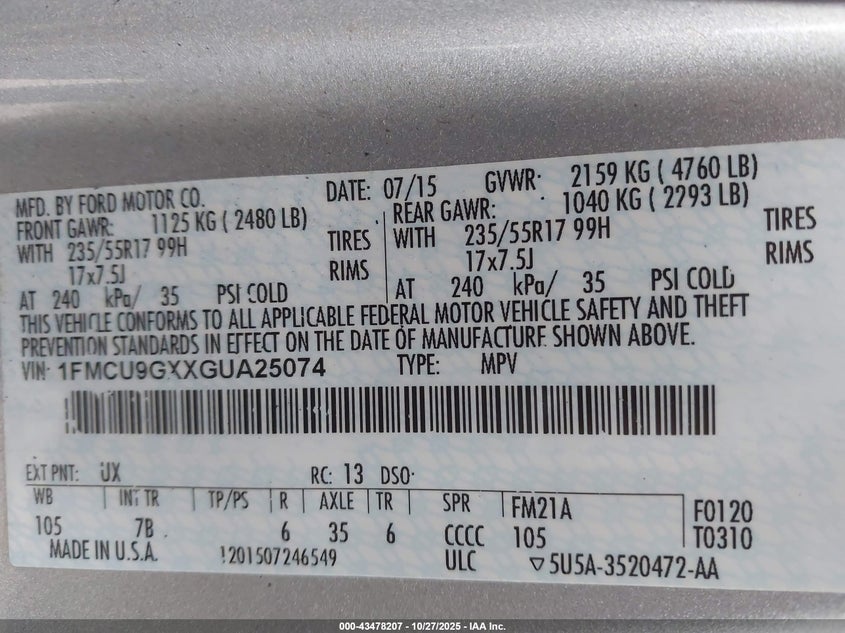 MFD. BY FORD MOTOR CO. DATE: 07/15 GVWR: 2159 KG ( 4760 LB)
FRONT GAWR: 1125 KG ( 2480 LB) REAR GAWR: 1040 KG ( 2293 LB)
WITH 235/55R17 99H TIRES WITH 235/55R17 99H TIRES
17x7.5J RIMS 17x7.5J RIMS
AT 240 kPa/ 35 PSI COLD AT 240 kPa/ 35 PSI COLD
THIS VEHICLE CONFORMS TO ALL APPLICABLE FEDERAL MOTOR VEHICLE SAFETY AND THEFT
PREVENTION STANDARDS IN EFFECT ON THE DATE OF MANUFACTURE SHOWN ABOVE.
VIN: 1FMCU9GXXGUA25074 TYPE: MPV
EXT PNT: UX RC: 13 DSO:
WB INT TR TP/PS R AXLE TR SPR FM21A F0120
105 7B 6 35 6 CCCC 105 T0310
MADE IN U.S.A. 1201507246549 ULC ▽5U5A-3520472-AA
000-43478207 - 10/27/2025 - IAA Inc.